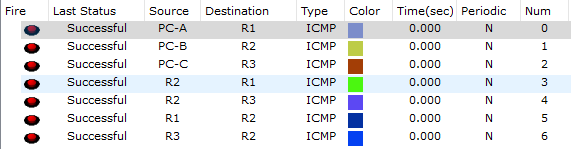 Fire Last Status Source Destination Type Color Time(sec) Periodic Num
Successful PC-A R1 ICMP 0.000 N 0
Successful PC-B R2 ICMP 0.000 N 1
Successful PC-C R3 ICMP 0.000 N 2
Successful R2 R1 ICMP 0.000 N 3
Successful R2 R3 ICMP 0.000 N 4
Successful R1 R2 ICMP 0.000 N 5
Successful R3 R2 ICMP 0.000 N 6